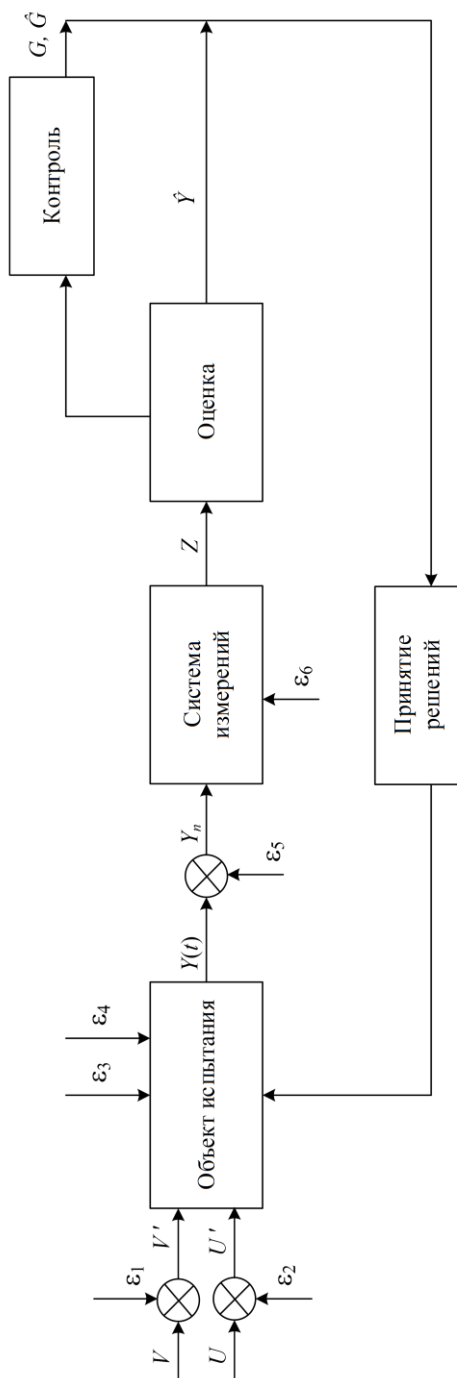 V
U
ε1
ε2
V'
U'
Объект испытания
ε3
ε4
Y(t)
ε5
Yn
Система
измерений
ε6
Z
Оценка
Ŷ
Контроль
G, Ĝ
Принятие
решений